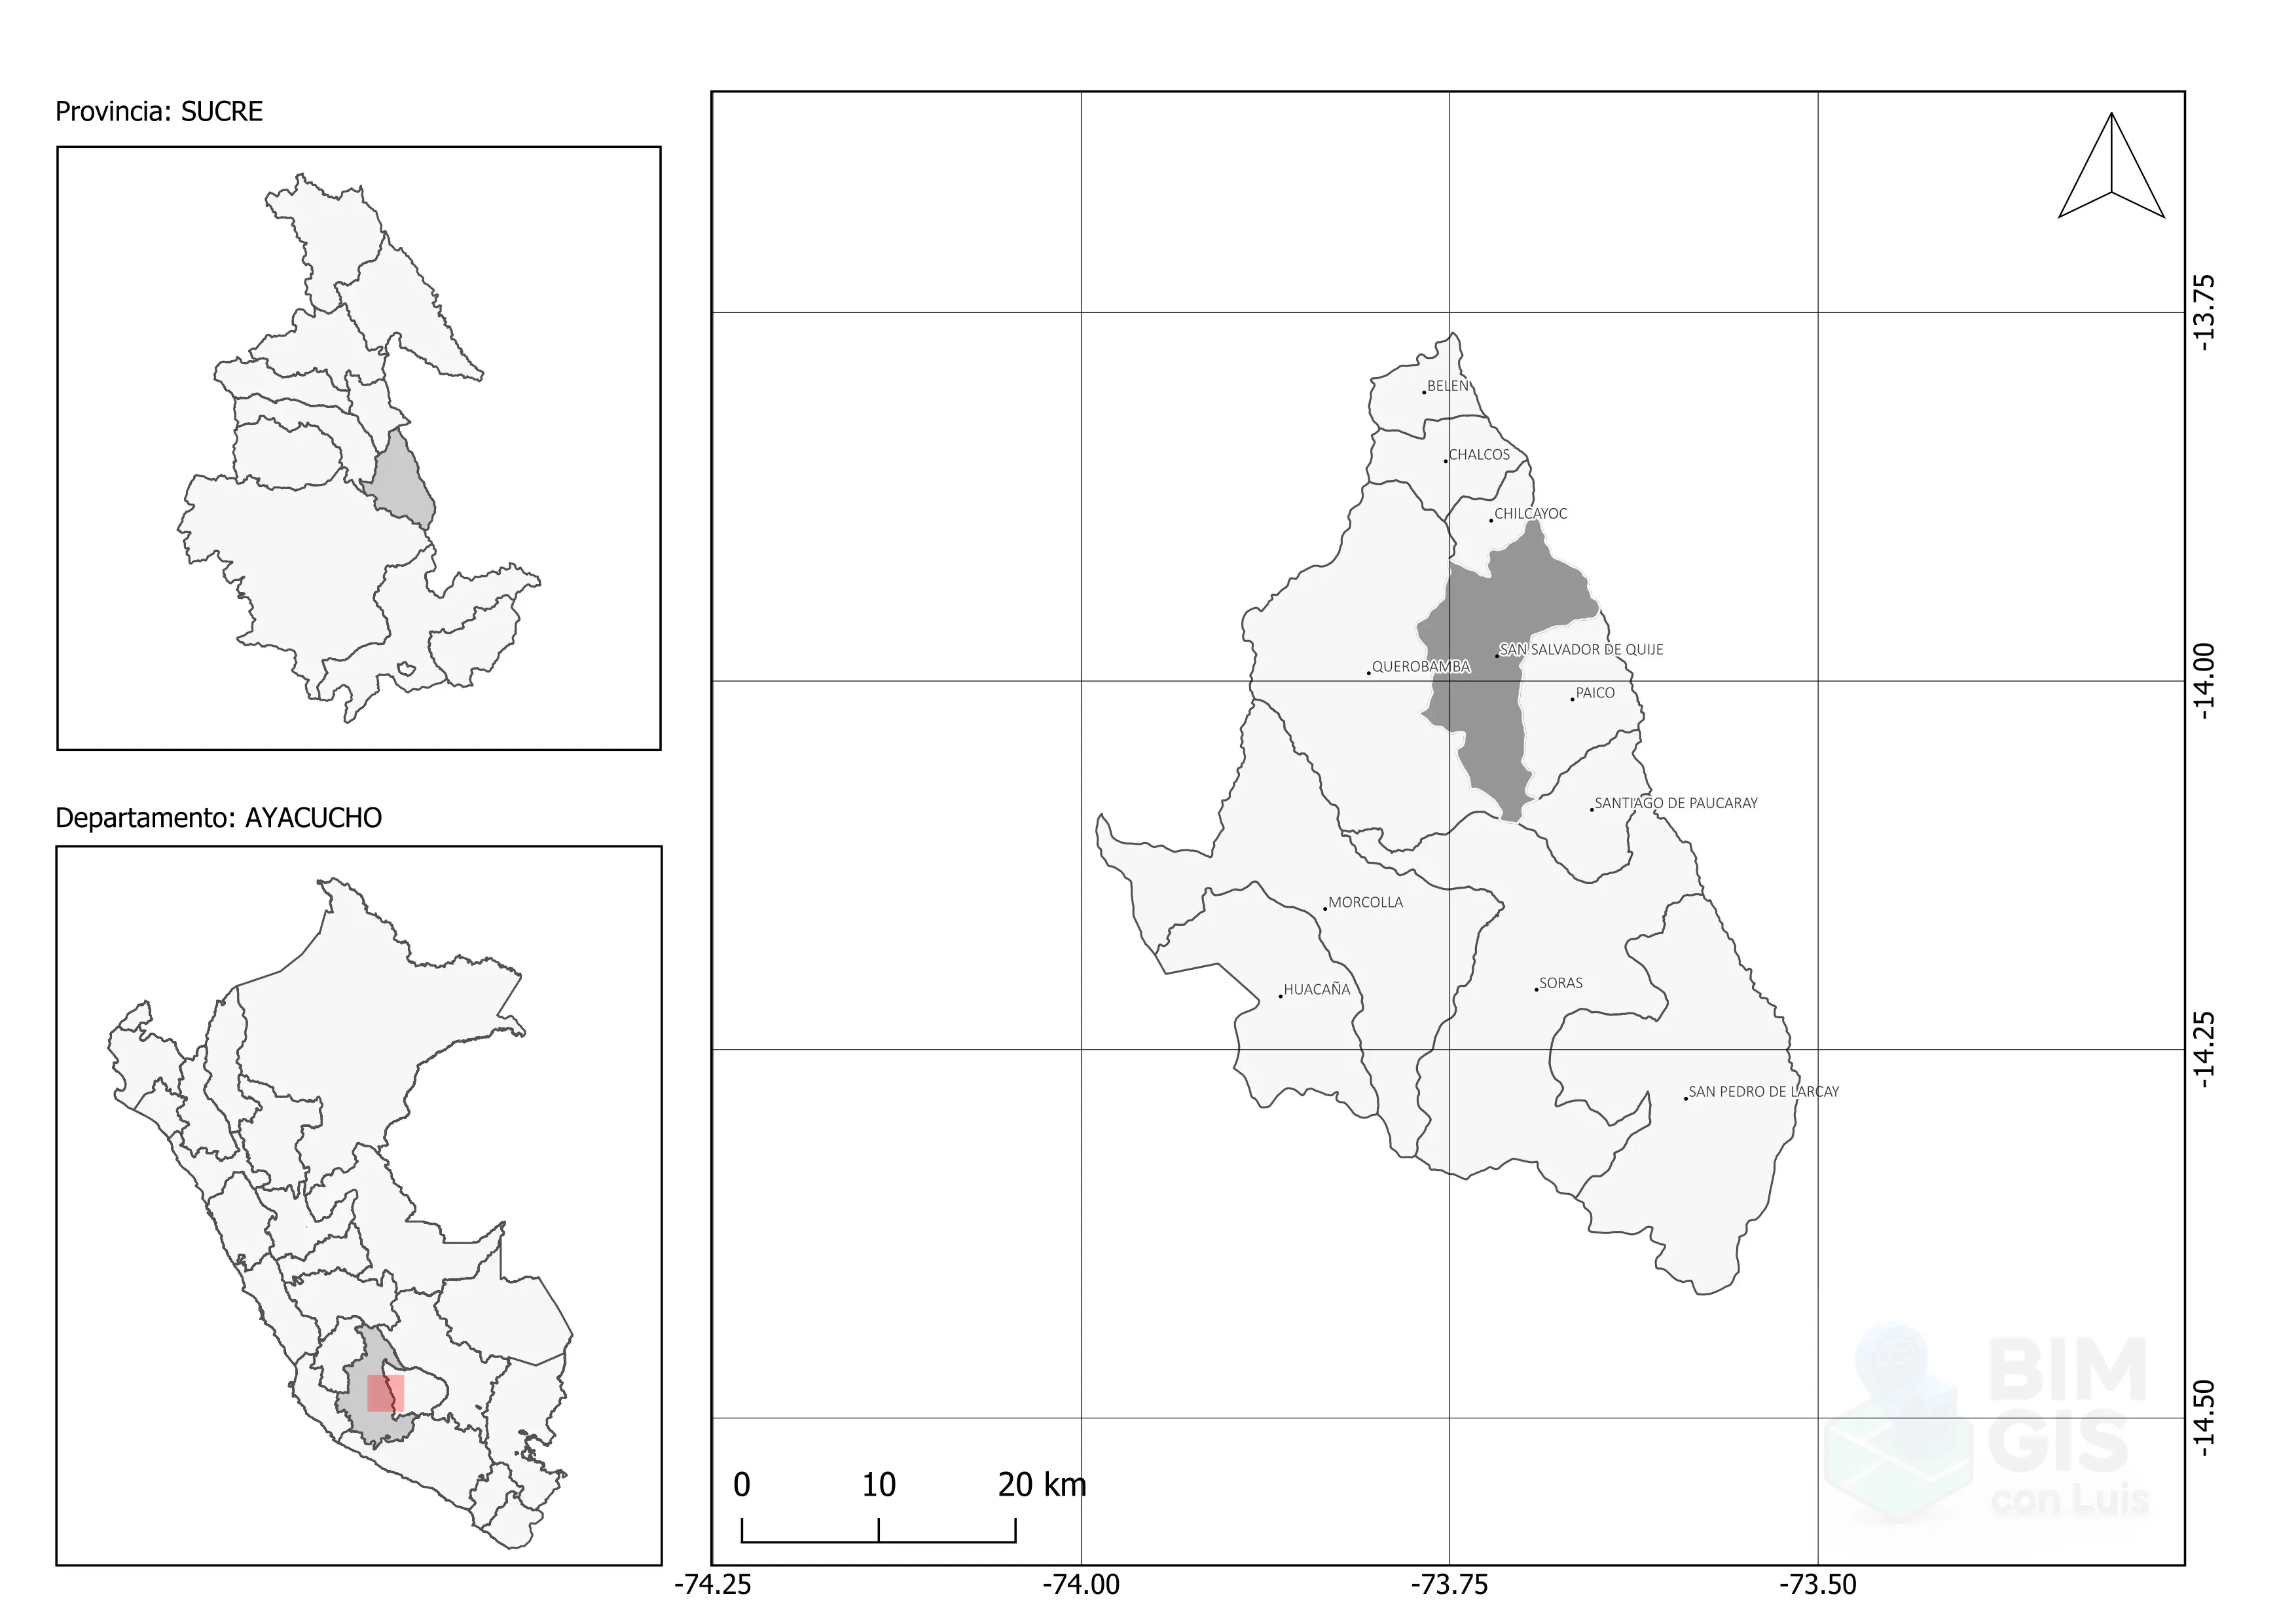 Provincia: SUCRE
Departamento: AYACUCHO
BELEN
CHALCOS
CHILCAYOC
SAN SALVADOR DE QUIJE
QUEROBAMBA
PAICO
SANTIAGO DE PAUCARAY
MORCOLLA
HUACAÑA
SORAS
SAN PEDRO DE LARCAY
-13.75
-14.00
-14.25
-14.50
BIM
GIS
con Luis
0 10 20 km
-74.25 -74.00 -73.75 -73.50